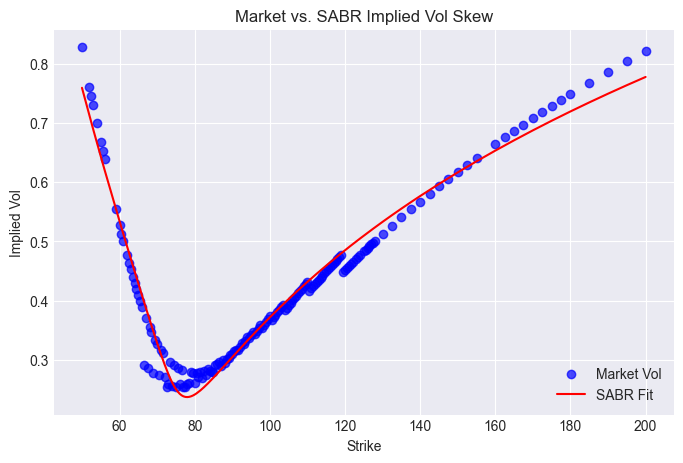 Market vs. SABR Implied Vol Skew
Implied Vol
0.8
0.7
0.6
0.5
0.4
0.3
60 80 100 120 140 160 180 200
Strike
Market Vol
SABR Fit